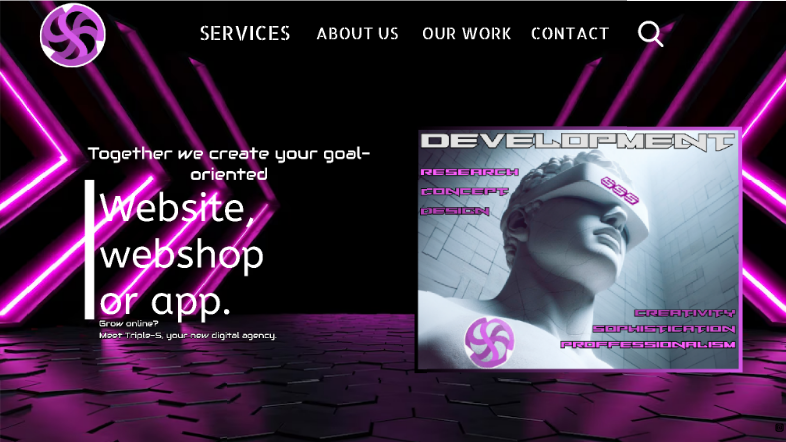 SERVICES ABOUT US OUR WORK CONTACT
Together we create your goal-
oriented
Website,
webshop
or app.
Grow online?
Meet Triple-S, your new digital agency.
DEVELOPMENT
RESEARCH
CONCEPT
DESIGN
SSS
CREATIVITY
SOPHISTICATION
PROFFESSIONALISM